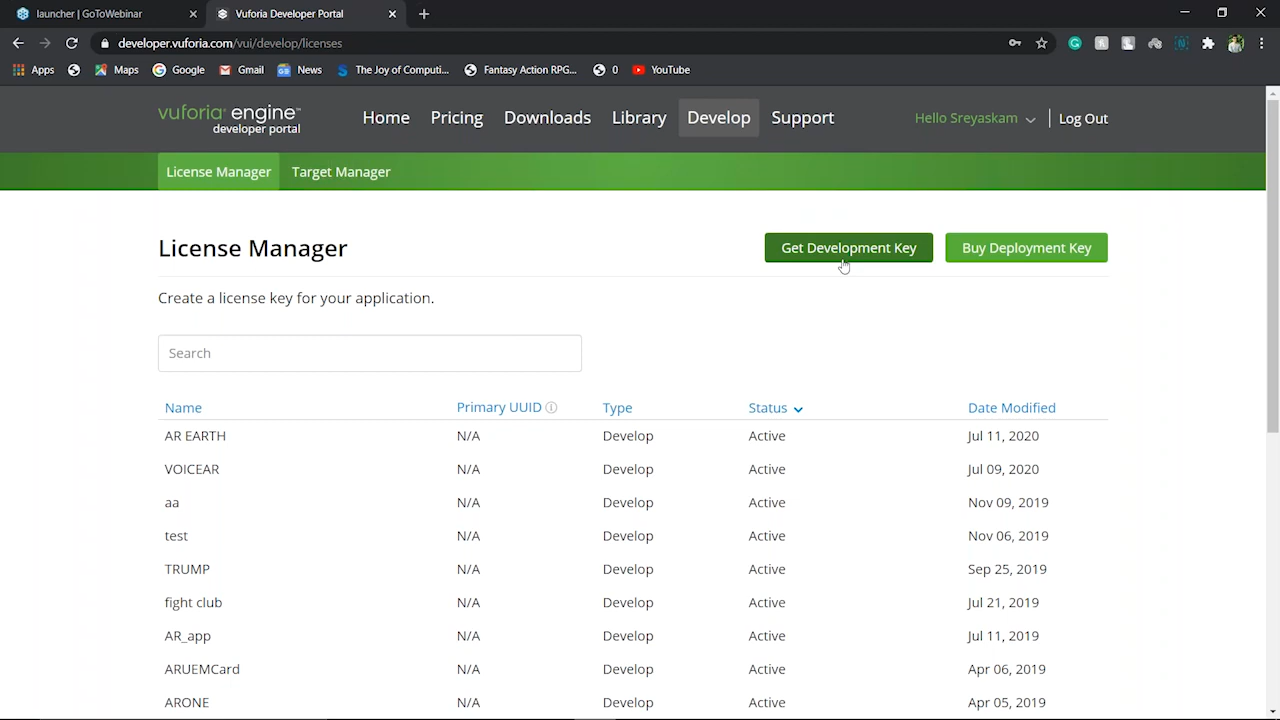 launcher | GoToWebinar
Vuforia Developer Portal
developer.vuforia.com/vui/develop/licenses
Apps
Maps
Google
Gmail
News
The Joy of Computi...
Fantasy Action RPG...
0
YouTube
vuforia® engine™
developer portal
Home
Pricing
Downloads
Library
Develop
Support
Hello Sreyaskam
Log Out
License Manager
Target Manager
License Manager
Get Development Key
Buy Deployment Key
Create a license key for your application.
Search
Name Primary UUID Type Status Date Modified
AR EARTH N/A Develop Active Jul 11, 2020
VOICEAR N/A Develop Active Jul 09, 2020
aa N/A Develop Active Nov 09, 2019
test N/A Develop Active Nov 06, 2019
TRUMP N/A Develop Active Sep 25, 2019
fight club N/A Develop Active Jul 21, 2019
AR_app N/A Develop Active Jul 11, 2019
ARUEMCard N/A Develop Active Apr 06, 2019
ARONE N/A Develop Active Apr 05, 2019